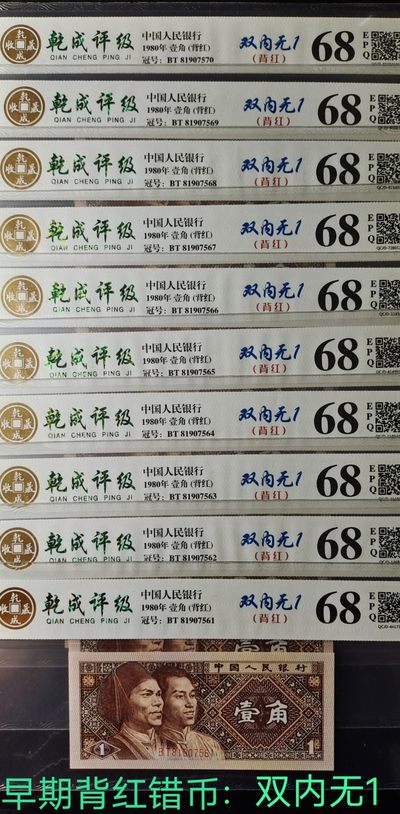 乾成评级
QIAN CHENG PING JI
中国人民银行
1980年 壹角 (背红)
冠号: BT 81907570
双内无1
(背红)
68
EPQ
乾成评级
QIAN CHENG PING JI
中国人民银行
1980年 壹角 (背红)
冠号: BT 81907569
双内无1
(背红)
68
EPQ
乾成评级
QIAN CHENG PING JI
中国人民银行
1980年 壹角 (背红)
冠号: BT 81907568
双内无1
(背红)
68
EPQ
乾成评级
QIAN CHENG PING JI
中国人民银行
1980年 壹角 (背红)
冠号: BT 81907567
双内无1
(背红)
68
EPQ
乾成评级
QIAN CHENG PING JI
中国人民银行
1980年 壹角 (背红)
冠号: BT 81907566
双内无1
(背红)
68
EPQ
乾成评级
QIAN CHENG PING JI
中国人民银行
1980年 壹角 (背红)
冠号: BT 81907565
双内无1
(背红)
68
EPQ
乾成评级
QIAN CHENG PING JI
中国人民银行
1980年 壹角 (背红)
冠号: BT 81907564
双内无1
(背红)
68
EPQ
乾成评级
QIAN CHENG PING JI
中国人民银行
1980年 壹角 (背红)
冠号: BT 81907563
双内无1
(背红)
68
EPQ
乾成评级
QIAN CHENG PING JI
中国人民银行
1980年 壹角 (背红)
冠号: BT 81907562
双内无1
(背红)
68
EPQ
乾成评级
QIAN CHENG PING JI
中国人民银行
1980年 壹角 (背红)
冠号: BT 81907561
双内无1
(背红)
68
EPQ
中国人民银行
壹角
BT81907561
1
1
早期背红错币：双内无1